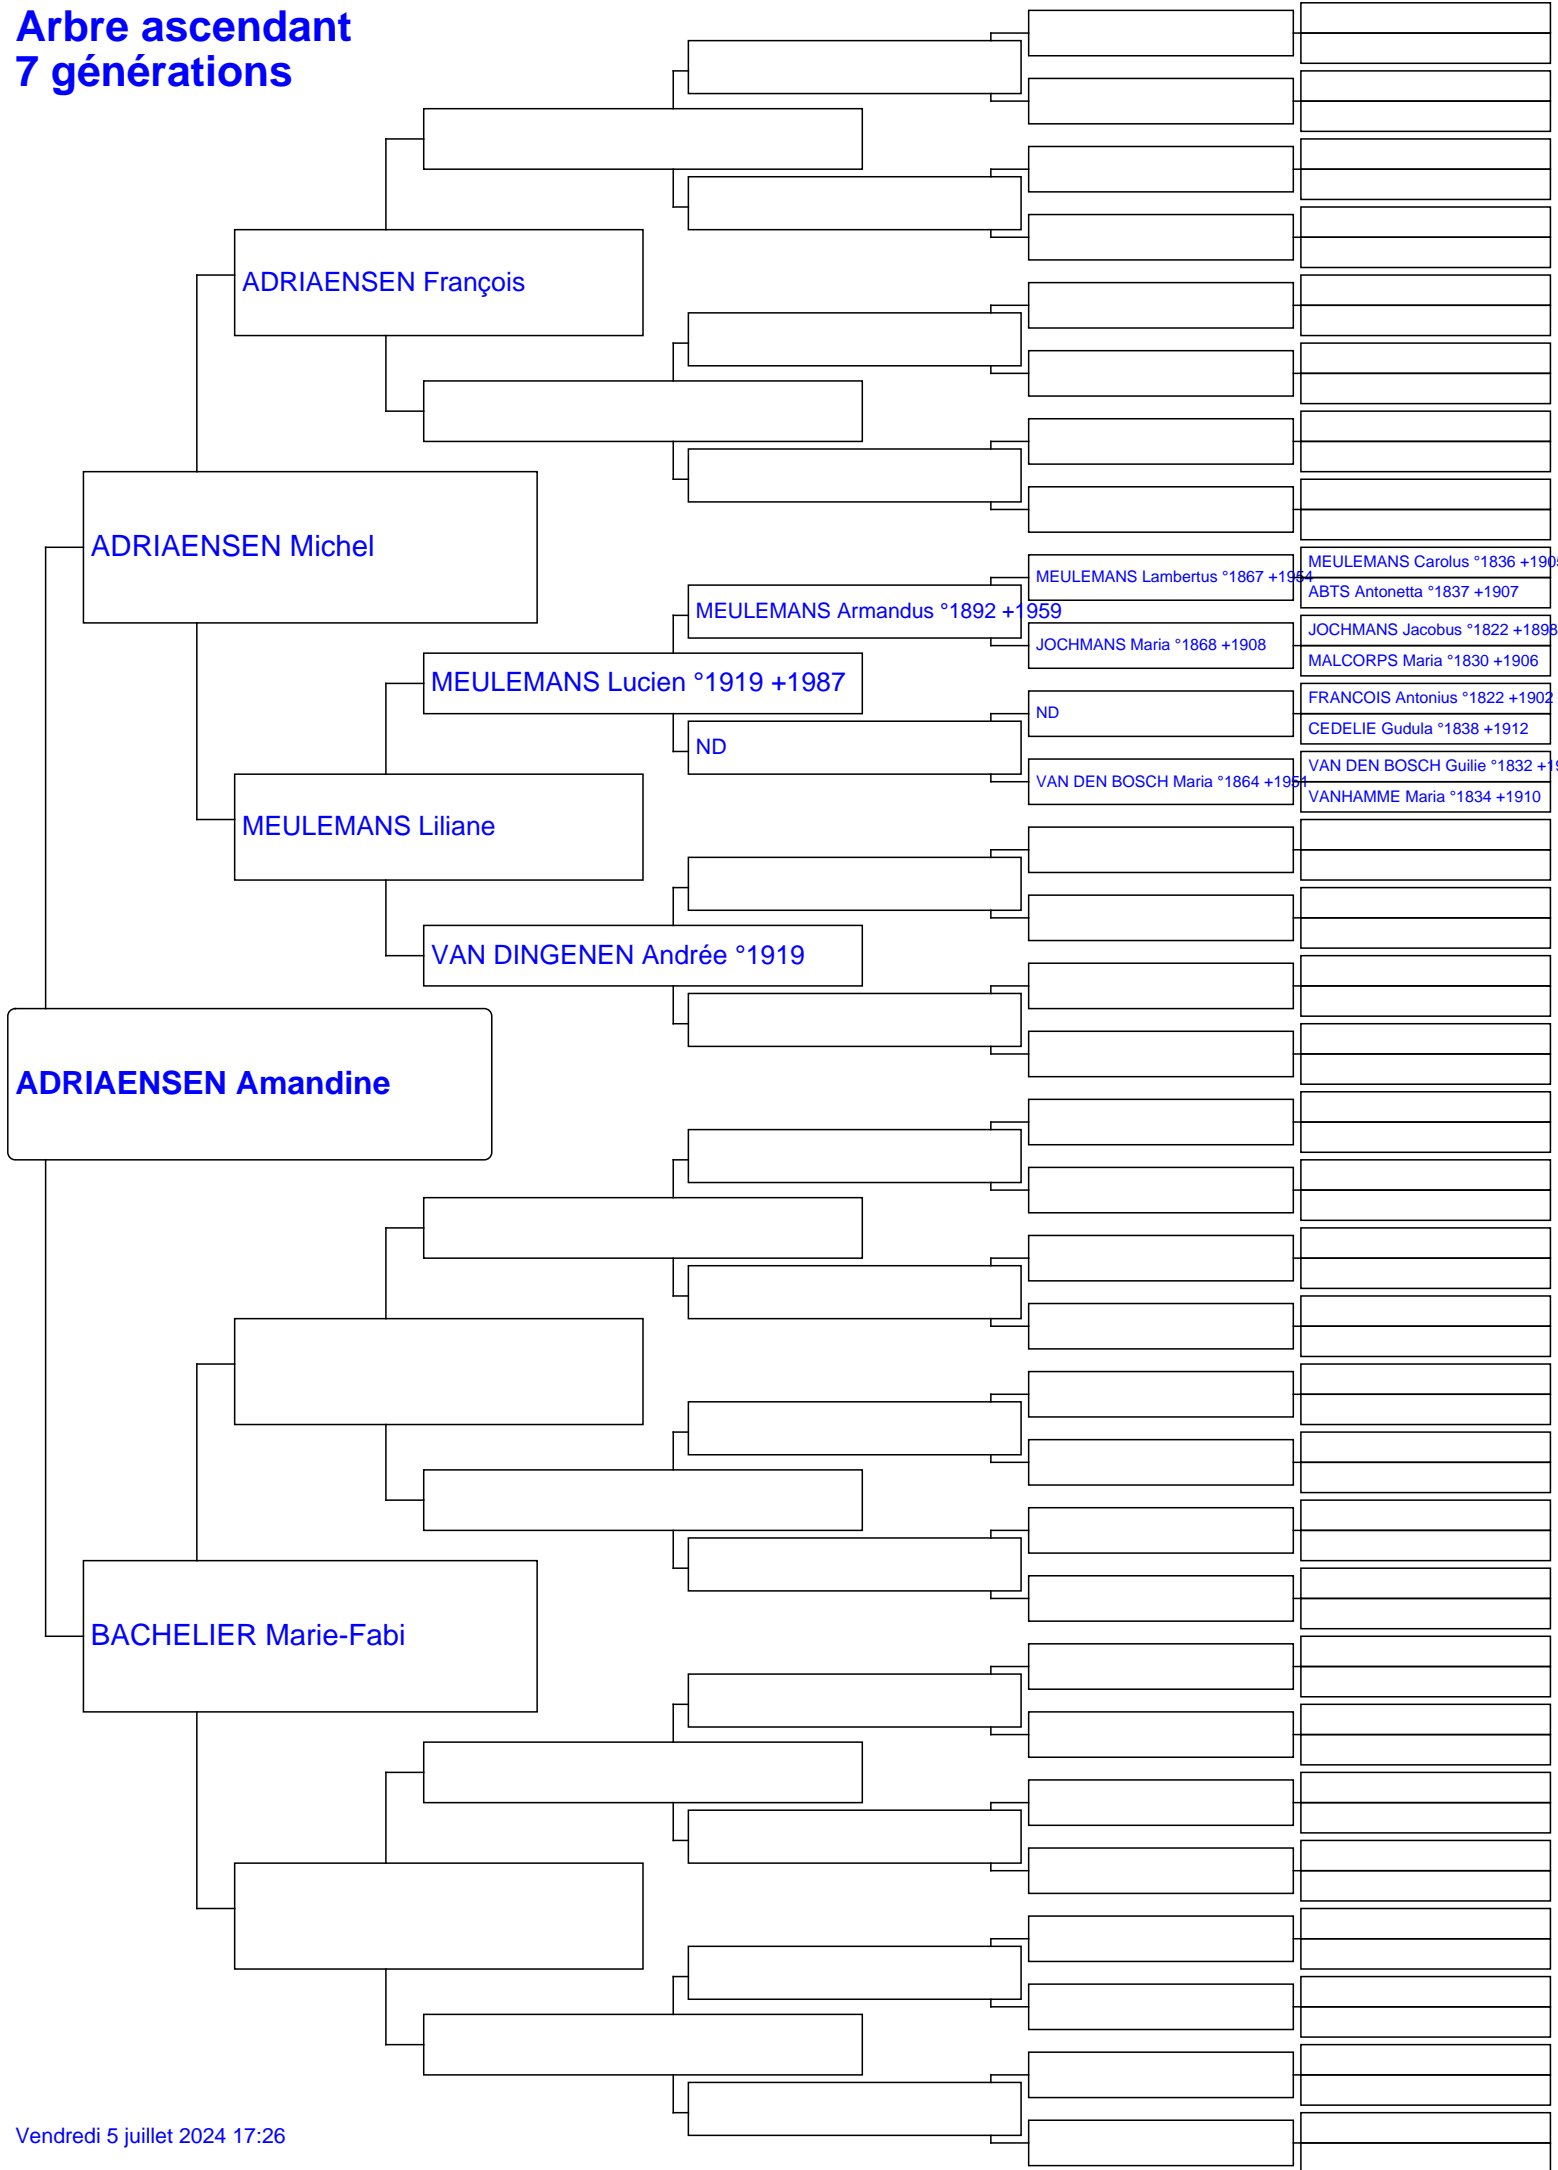 Arbre ascendant
7 générations
ADRIAENSEN François
ADRIAENSEN Michel
MEULEMANS Carolus °1836 +1905
MEULEMANS Lambertus °1867 +1954
ABTS Antonetta °1837 +1907
MEULEMANS Armandus °1892 +1959
JOCHMANS Jacobus °1822 +1898
JOCHMANS Maria °1868 +1908
MALCORPS Maria °1830 +1906
MEULEMANS Lucien °1919 +1987
FRANCOIS Antonius °1822 +1902
ND
CEDELIE Gudula °1838 +1912
ND
VAN DEN BOSCH Guilie °1832 +19
VAN DEN BOSCH Maria °1864 +1951
VANHAMME Maria °1834 +1910
MEULEMANS Liliane
VAN DINGENEN Andrée °1919
ADRIAENSEN Amandine
BACHELIER Marie-Fabi
Vendredi 5 juillet 2024 17:26